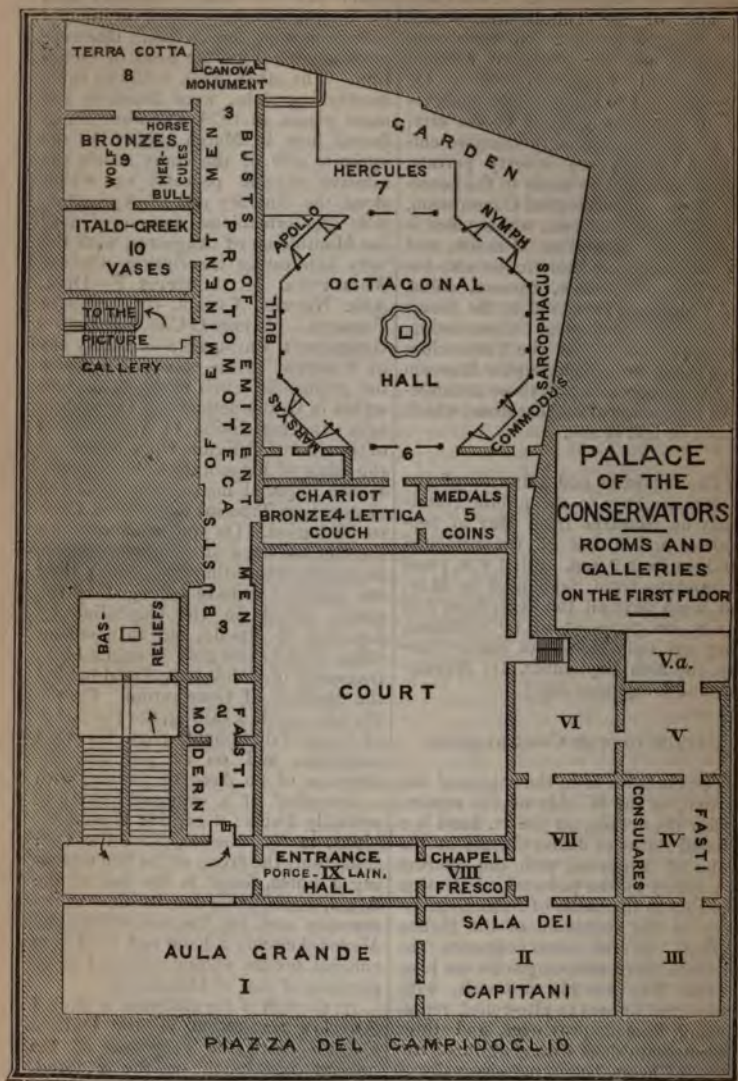 TERRA COTTA
8
CANOVA
MONUMENT
3
GARDEN
HORSE
BRONZES
9
WOLF
HER-
CULES
BULL
HERCULES
7
ITALO-GREEK
10
VASES
APOLLO
NYMPH
OCTAGONAL
HALL
BULL
SARCOPHAGUS
MARSYAS
COMMODUS
6
TO THE
PICTURE
GALLERY
BUSTS OF EMINENT MEN
PROTOMOTECA
BUSTS OF EMINENT MEN
CHARIOT
BRONZE 4 LETTICA
COUCH
MEDALS
5
COINS
PALACE
OF THE
CONSERVATORS
ROOMS AND
GALLERIES
ON THE FIRST FLOOR
BAS-
RELIEFS
3
COURT
V.a.
VI
V
2
FASTI
MODERNI
1
VII
CONSULARES
IV
FASTI
ENTRANCE
PORCE-IX LAIN.
HALL
CHAPEL
VIII
FRESCO
AULA GRANDE
I
SALA DEI
II
CAPITANI
III
PIAZZA DEL CAMPIDOGLIO